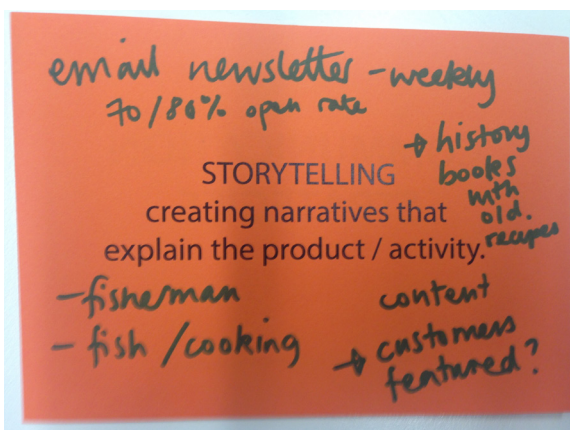 email newsletter - weekly
70/80% open rate
→ history
books
with
old.
recipes
STORYTELLING
creating narratives that
explain the product / activity.
- fisherman
- fish / cooking
content
→ customers
featured?